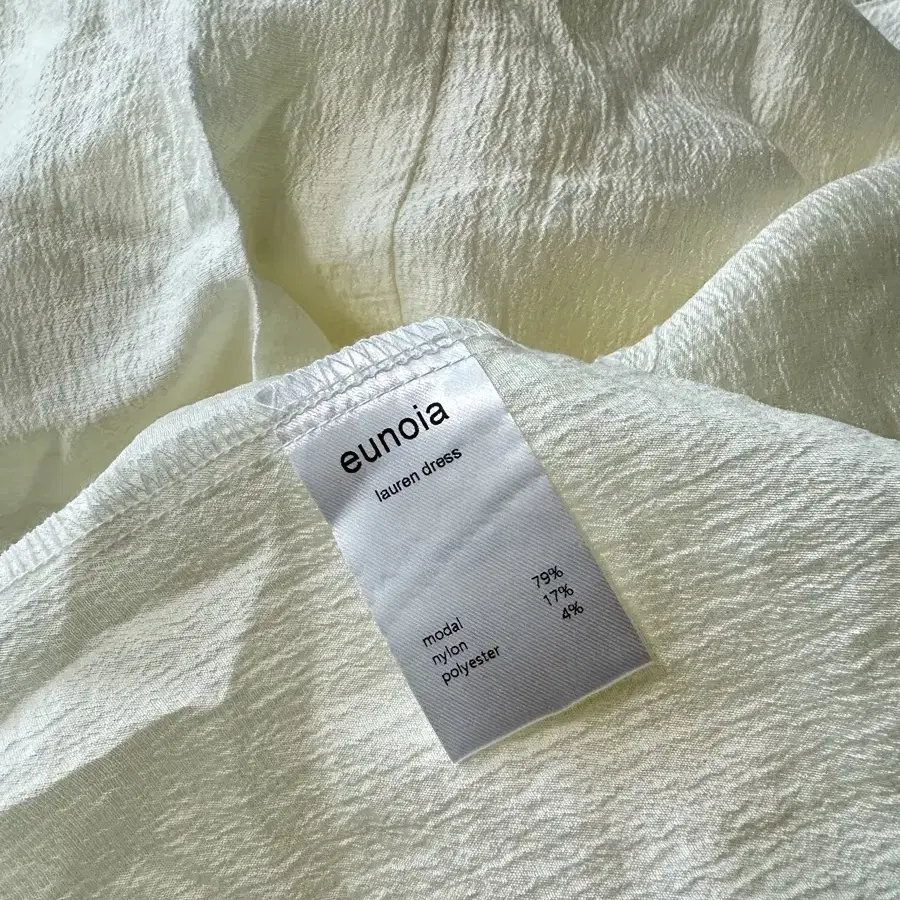 eunoia
lauren dress
modal 79%
nylon 17%
polyester 4%